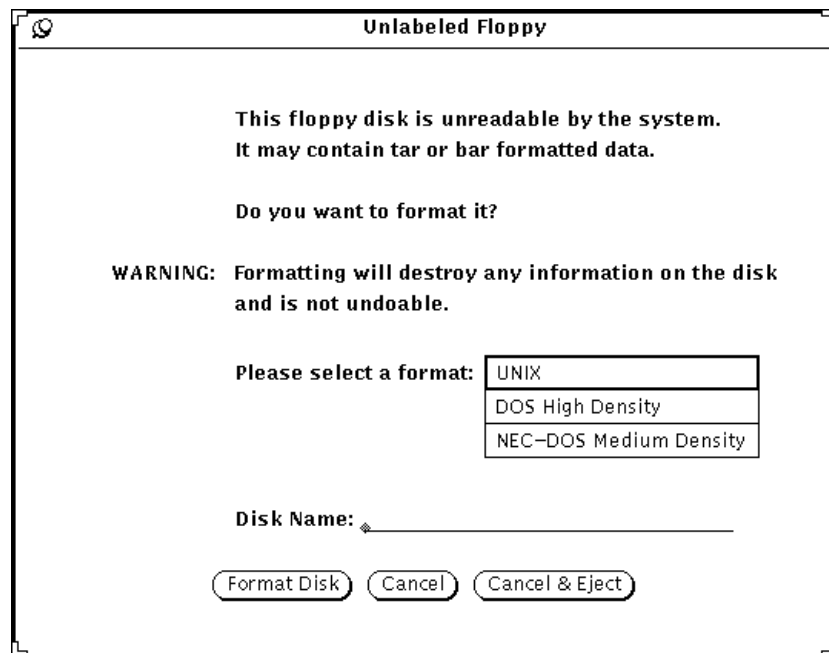 Unlabeled Floppy
This floppy disk is unreadable by the system.
It may contain tar or bar formatted data.
Do you want to format it?
WARNING: Formatting will destroy any information on the disk
and is not undoable.
Please select a format: UNIX
DOS High Density
NEC–DOS Medium Density
Disk Name:
Format Disk Cancel Cancel & Eject